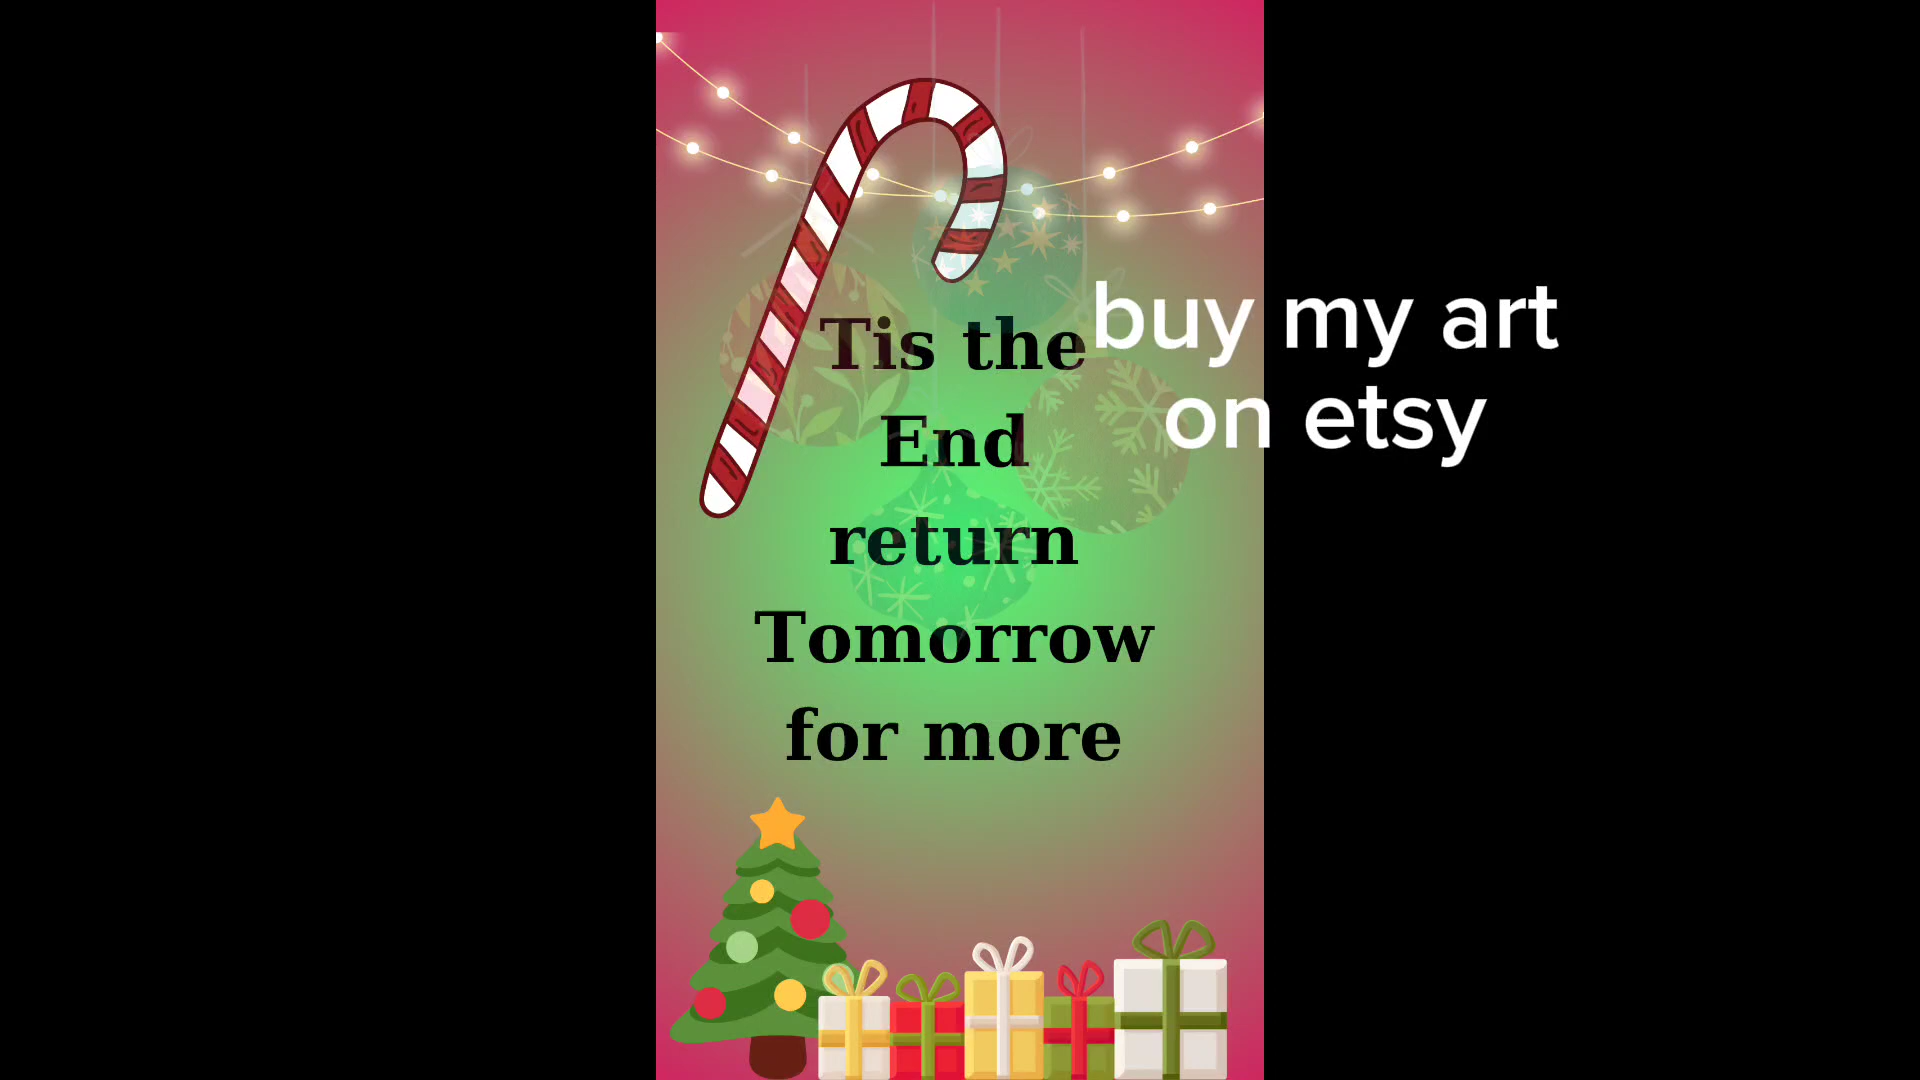 Tis the
End
return
Tomorrow
for more
buy my art
on etsy